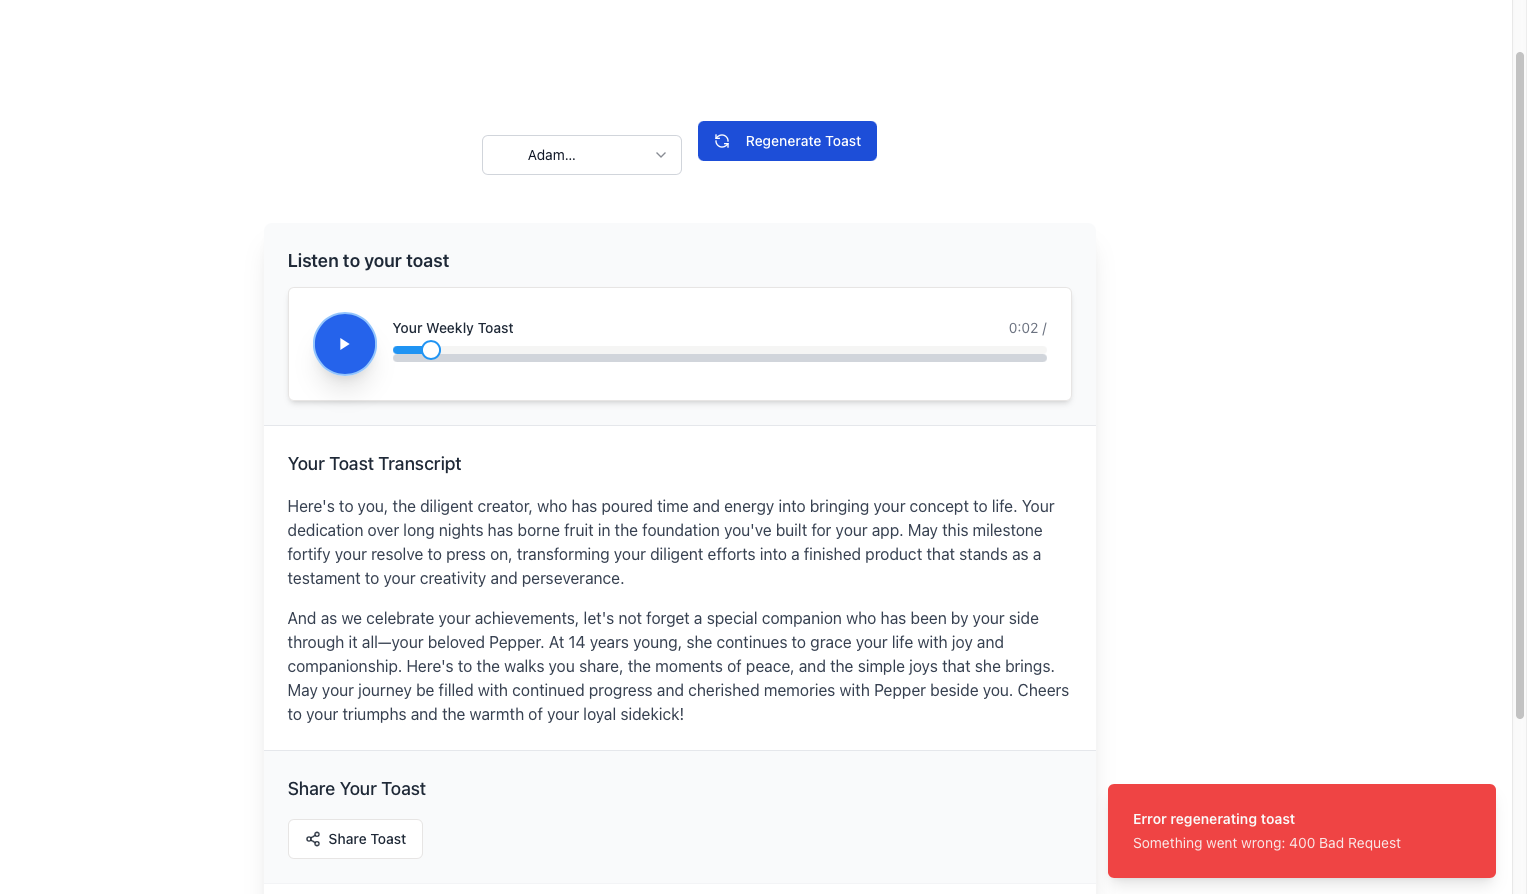 Adam...
Regenerate Toast
Listen to your toast
Your Weekly Toast
0:02 /
Your Toast Transcript
Here's to you, the diligent creator, who has poured time and energy into bringing your concept to life. Your
dedication over long nights has borne fruit in the foundation you've built for your app. May this milestone
fortify your resolve to press on, transforming your diligent efforts into a finished product that stands as a
testament to your creativity and perseverance.
And as we celebrate your achievements, let's not forget a special companion who has been by your side
through it all—your beloved Pepper. At 14 years young, she continues to grace your life with joy and
companionship. Here's to the walks you share, the moments of peace, and the simple joys that she brings.
May your journey be filled with continued progress and cherished memories with Pepper beside you. Cheers
to your triumphs and the warmth of your loyal sidekick!
Share Your Toast
Share Toast
Error regenerating toast
Something went wrong: 400 Bad Request